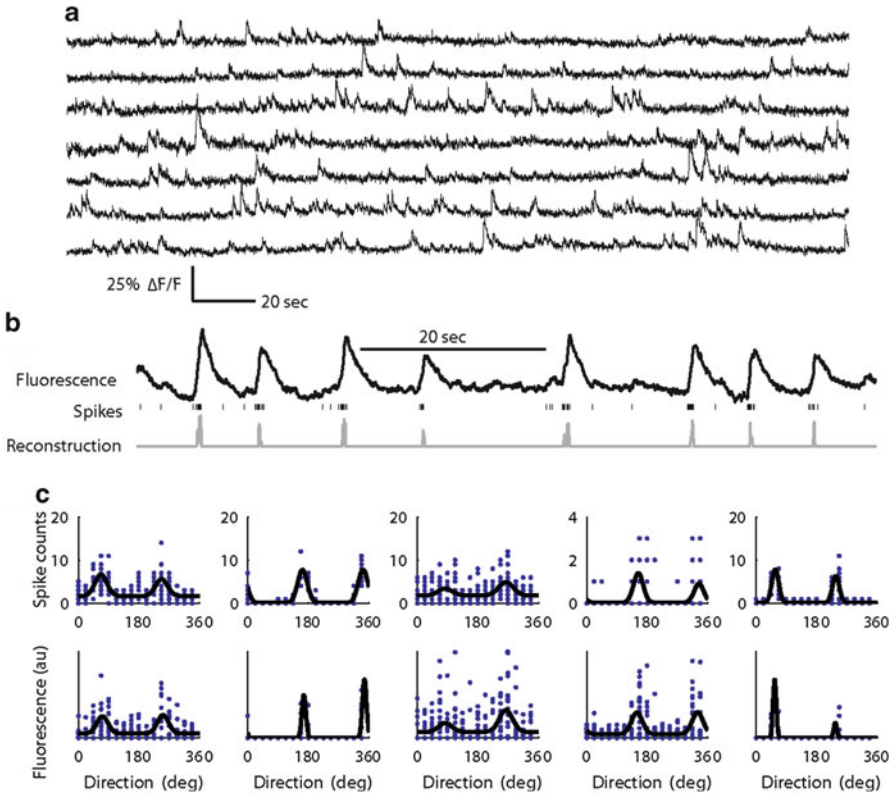 a
25% ΔF/F
20 sec
b
20 sec
Fluorescence
Spikes
Reconstruction
c
Spike counts
20
10
0
0 180 360
20
10
0
0 180 360
20
10
0
0 180 360
4
2
0
0 180 360
20
10
0
0 180 360
Fluorescence (au)
0 180 360
0 180 360
0 180 360
0 180 360
0 180 360
Direction (deg)
Direction (deg)
Direction (deg)
Direction (deg)
Direction (deg)